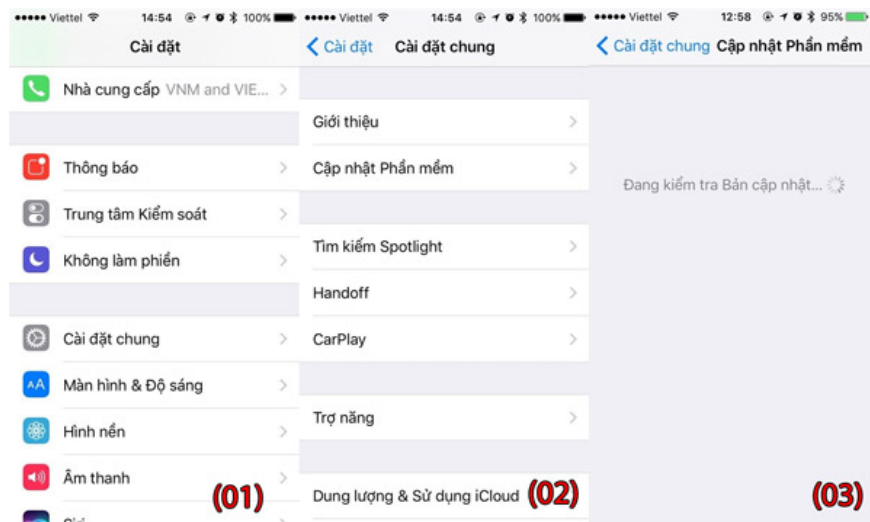 Viettel 14:54 100%
Cài đặt
Nhà cung cấp VNM and VIE...
Thông báo
Trung tâm Kiểm soát
Không làm phiền
Cài đặt chung
AA Màn hình & Độ sáng
Hình nền
Âm thanh
(01)
Viettel 14:54 100%
Cài đặt Cài đặt chung
Giới thiệu
Cập nhật Phần mềm
Tìm kiếm Spotlight
Handoff
CarPlay
Trợ năng
Dung lượng & Sử dụng iCloud
(02)
Viettel 12:58 95%
Cài đặt chung Cập nhật Phần mềm
Đang kiểm tra Bản cập nhật...
(03)